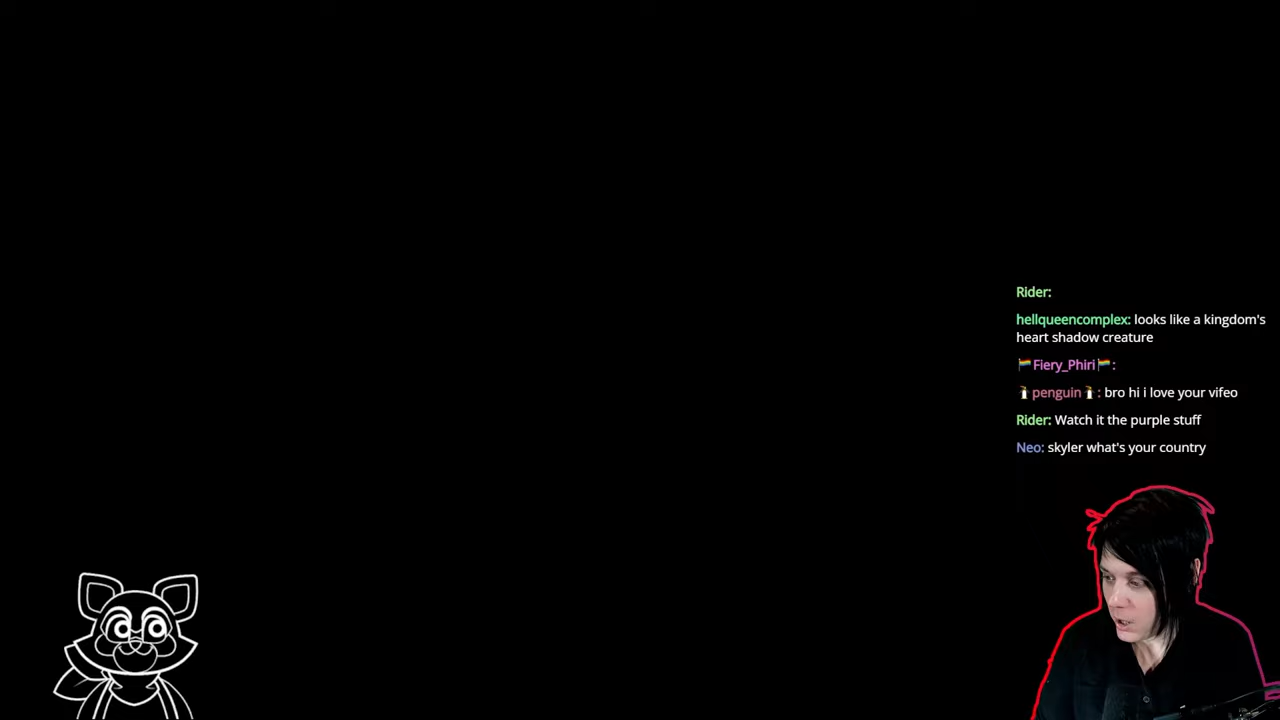 Rider:
hellqueencomplex: looks like a kingdom's
heart shadow creature
🏳️‍🌈Fiery_Phiri🏳️‍🌈:
🐧penguin🐧: bro hi i love your vifeo
Rider: Watch it the purple stuff
Neo: skyler what's your country